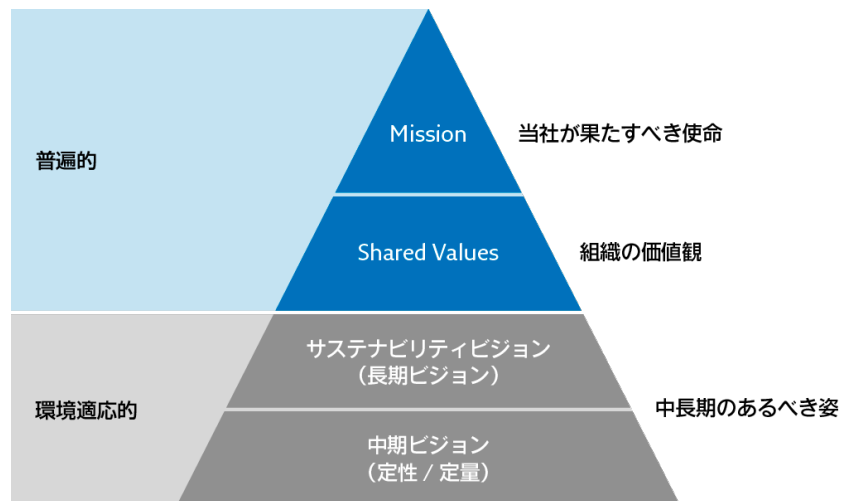 Mission
当社が果たすべき使命
普遍的
Shared Values
組織の価値観
サステナビリティビジョン
(長期ビジョン)
環境適応的
中長期のあるべき姿
中期ビジョン
(定性 / 定量)